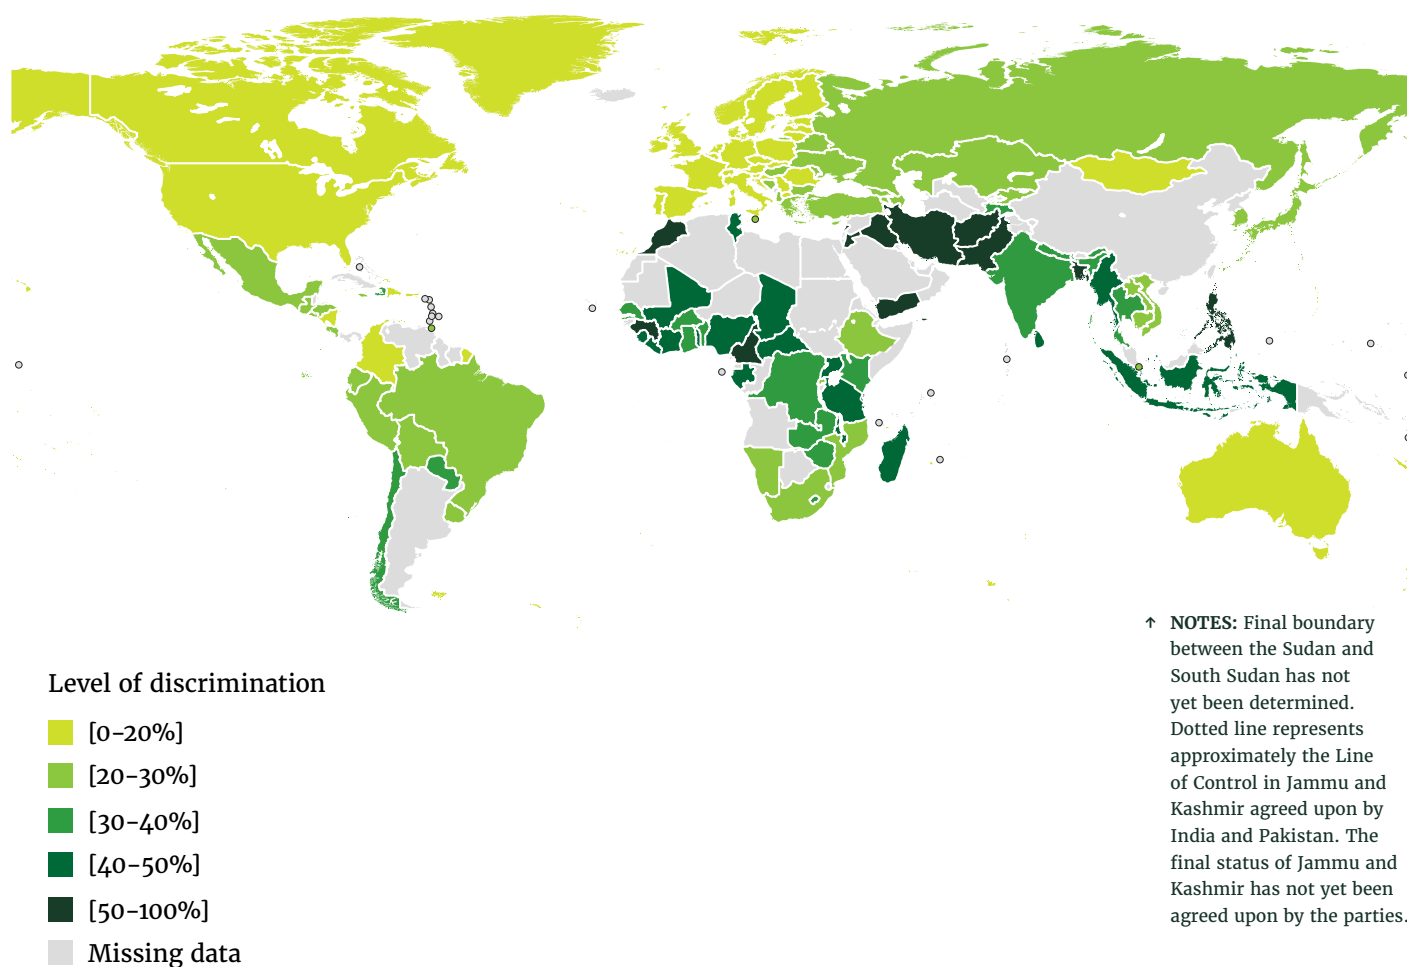 ↑ NOTES: Final boundary
between the Sudan and
South Sudan has not
yet been determined.
Dotted line represents
approximately the Line
of Control in Jammu and
Kashmir agreed upon by
India and Pakistan. The
final status of Jammu and
Kashmir has not yet been
agreed upon by the parties.
Level of discrimination
[0-20%]
[20-30%]
[30-40%]
[40-50%]
[50-100%]
Missing data